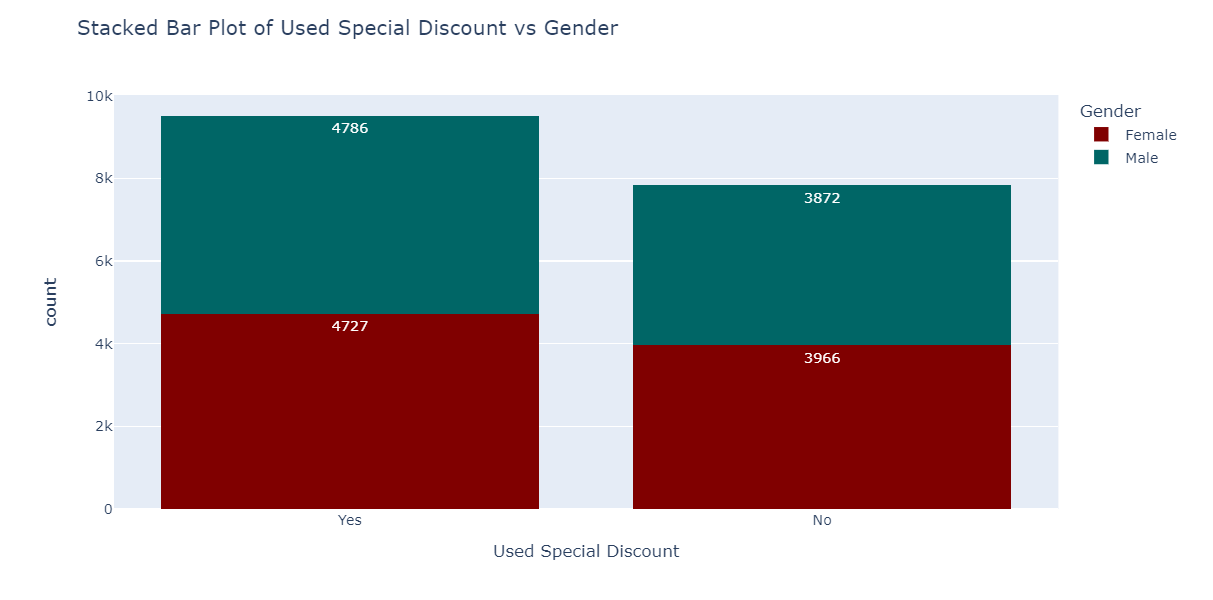 Stacked Bar Plot of Used Special Discount vs Gender
10k
8k
6k
4k
2k
0
count
4786
4727
3872
3966
Yes
No
Used Special Discount
Gender
Female
Male